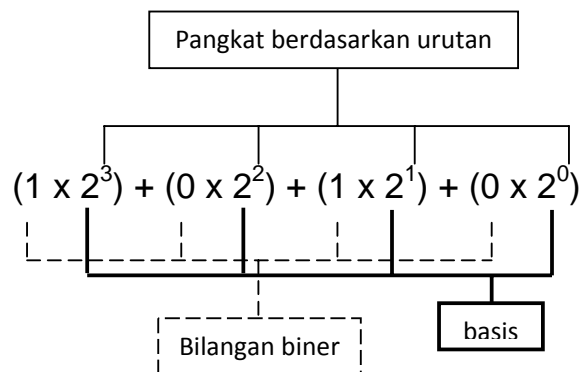 Pangkat berdasarkan urutan
(1 x 2³) + (0 x 2²) + (1 x 2¹) + (0 x 2⁰)
basis
Bilangan biner